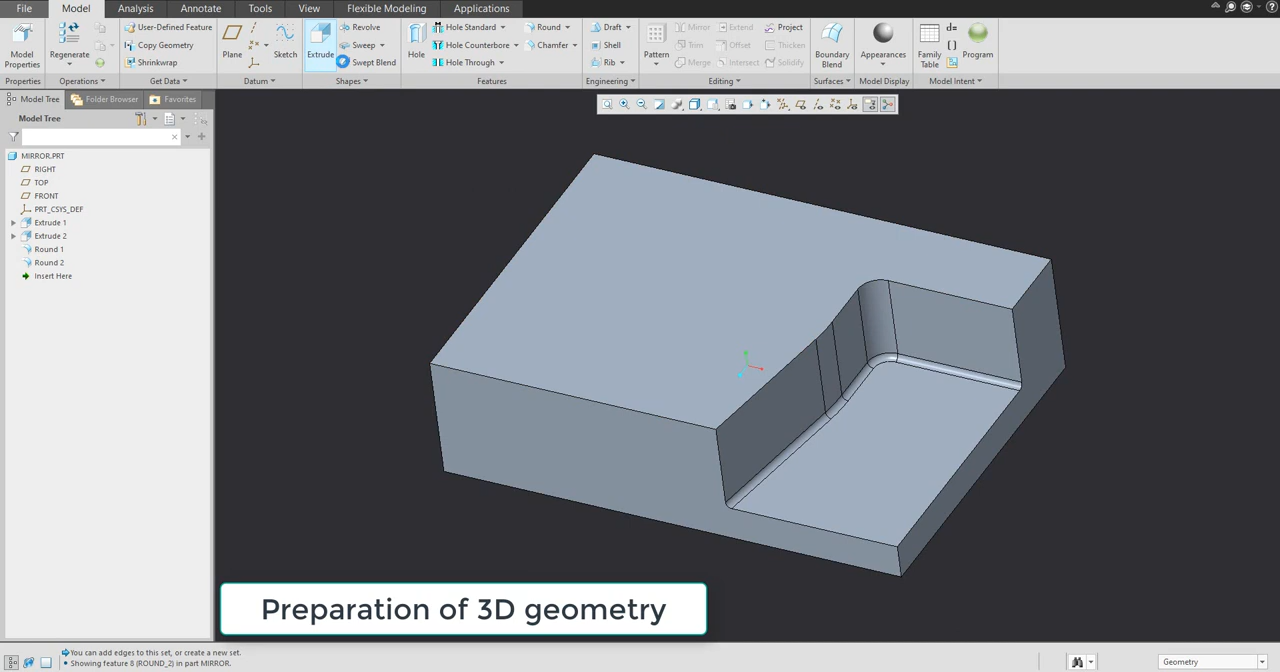 File Model Analysis Annotate Tools View Flexible Modeling Applications
Model Properties
Regenerate
User-Defined Feature
Copy Geometry
Shrinkwrap
Plane
Sketch
Extrude
Revolve
Sweep
Swept Blend
Hole
Hole Standard
Hole Counterbore
Hole Through
Round
Chamfer
Draft
Shell
Rib
Pattern
Mirror Extend Project
Trim Offset Thicken
Merge Intersect Solidify
Boundary Blend
Appearances
Family Table
Program
Properties Operations Get Data Datum Shapes Features Engineering Editing Surfaces Model Display Model Intent
Model Tree Folder Browser Favorites
Model Tree
MIRROR.PRT
RIGHT
TOP
FRONT
PRT_CSYS_DEF
Extrude 1
Extrude 2
Round 1
Round 2
Insert Here
Preparation of 3D geometry
You can add edges to this set, or create a new set.
Showing feature 8 (ROUND_2) in part MIRROR.
Geometry